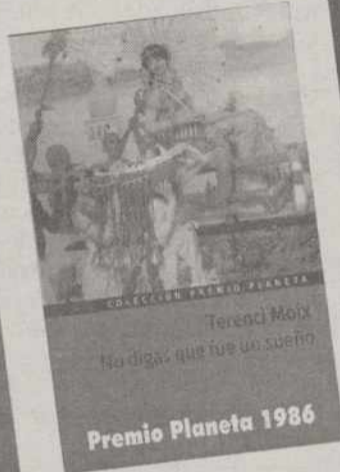 COLECCIÓN PREMIO PLANETA
Terenci Moix
No digas que fue un sueño
Premio Planeta 1986